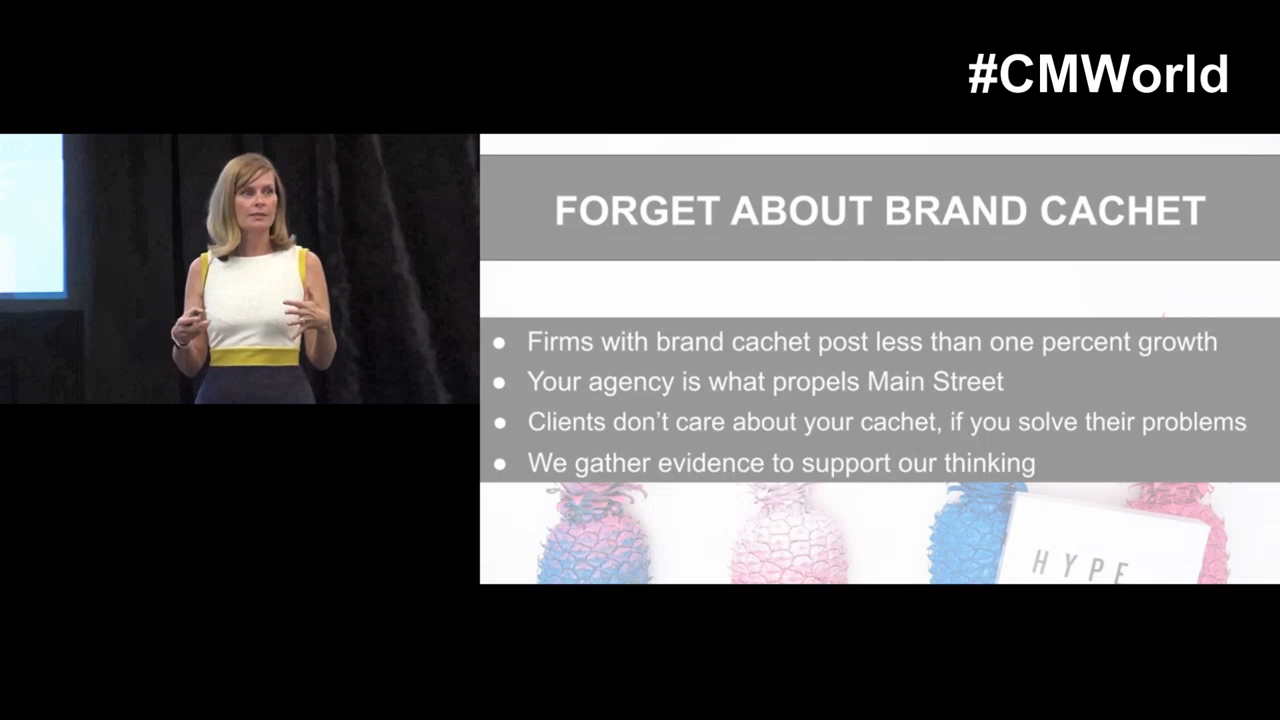 #CMWorld
FORGET ABOUT BRAND CACHET
● Firms with brand cachet post less than one percent growth
● Your agency is what propels Main Street
● Clients don’t care about your cachet, if you solve their problems
● We gather evidence to support our thinking
HYPE